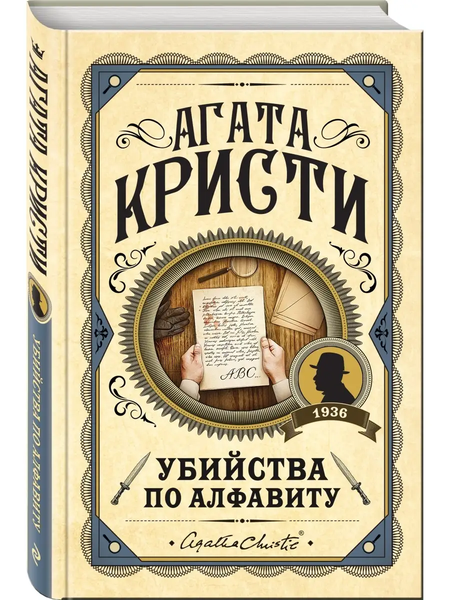 АГАТА
КРИСТИ
ABC...
1936
УБИЙСТВА
ПО АЛФАВИТУ
Agatha Christie®
АГАТА КРИСТИ
УБИЙСТВА ПО АЛФАВИТУ